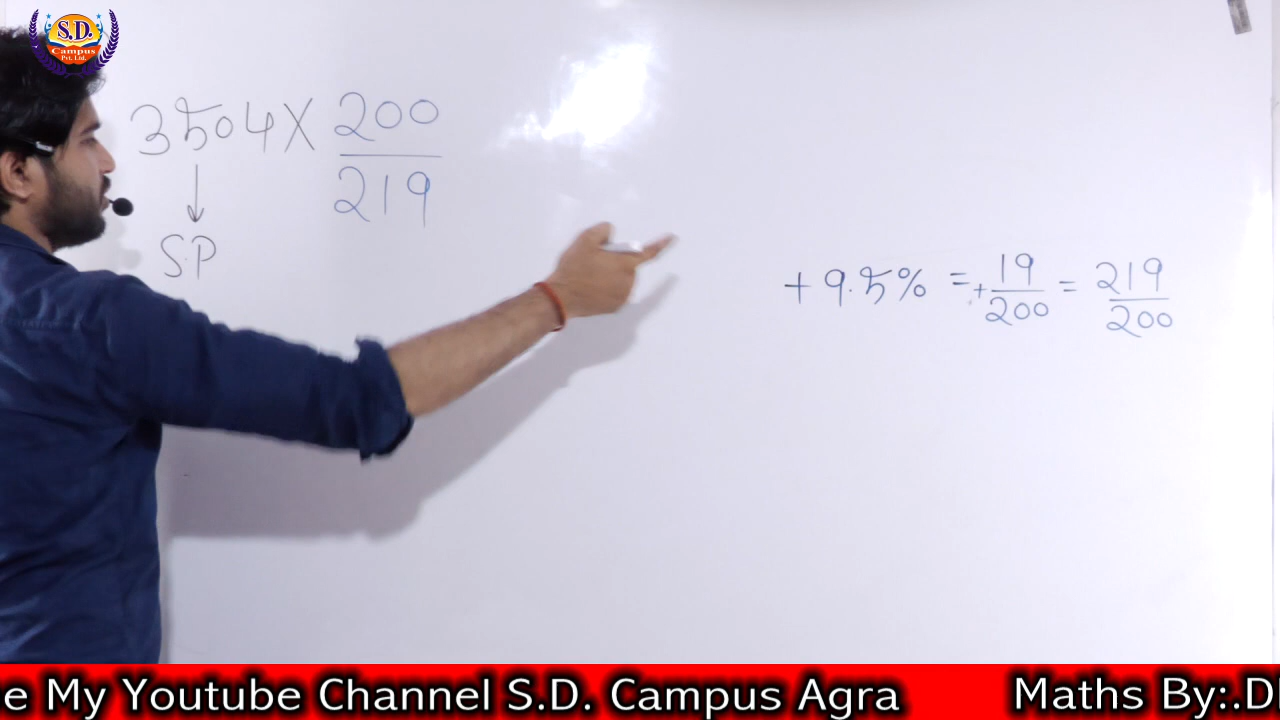 S.D.
Campus
Pvt. Ltd.
3504 X 200/219
↓
S.P
+ 9.5% = + 19/200 = 219/200
e My Youtube Channel S.D. Campus Agra Maths By:.D